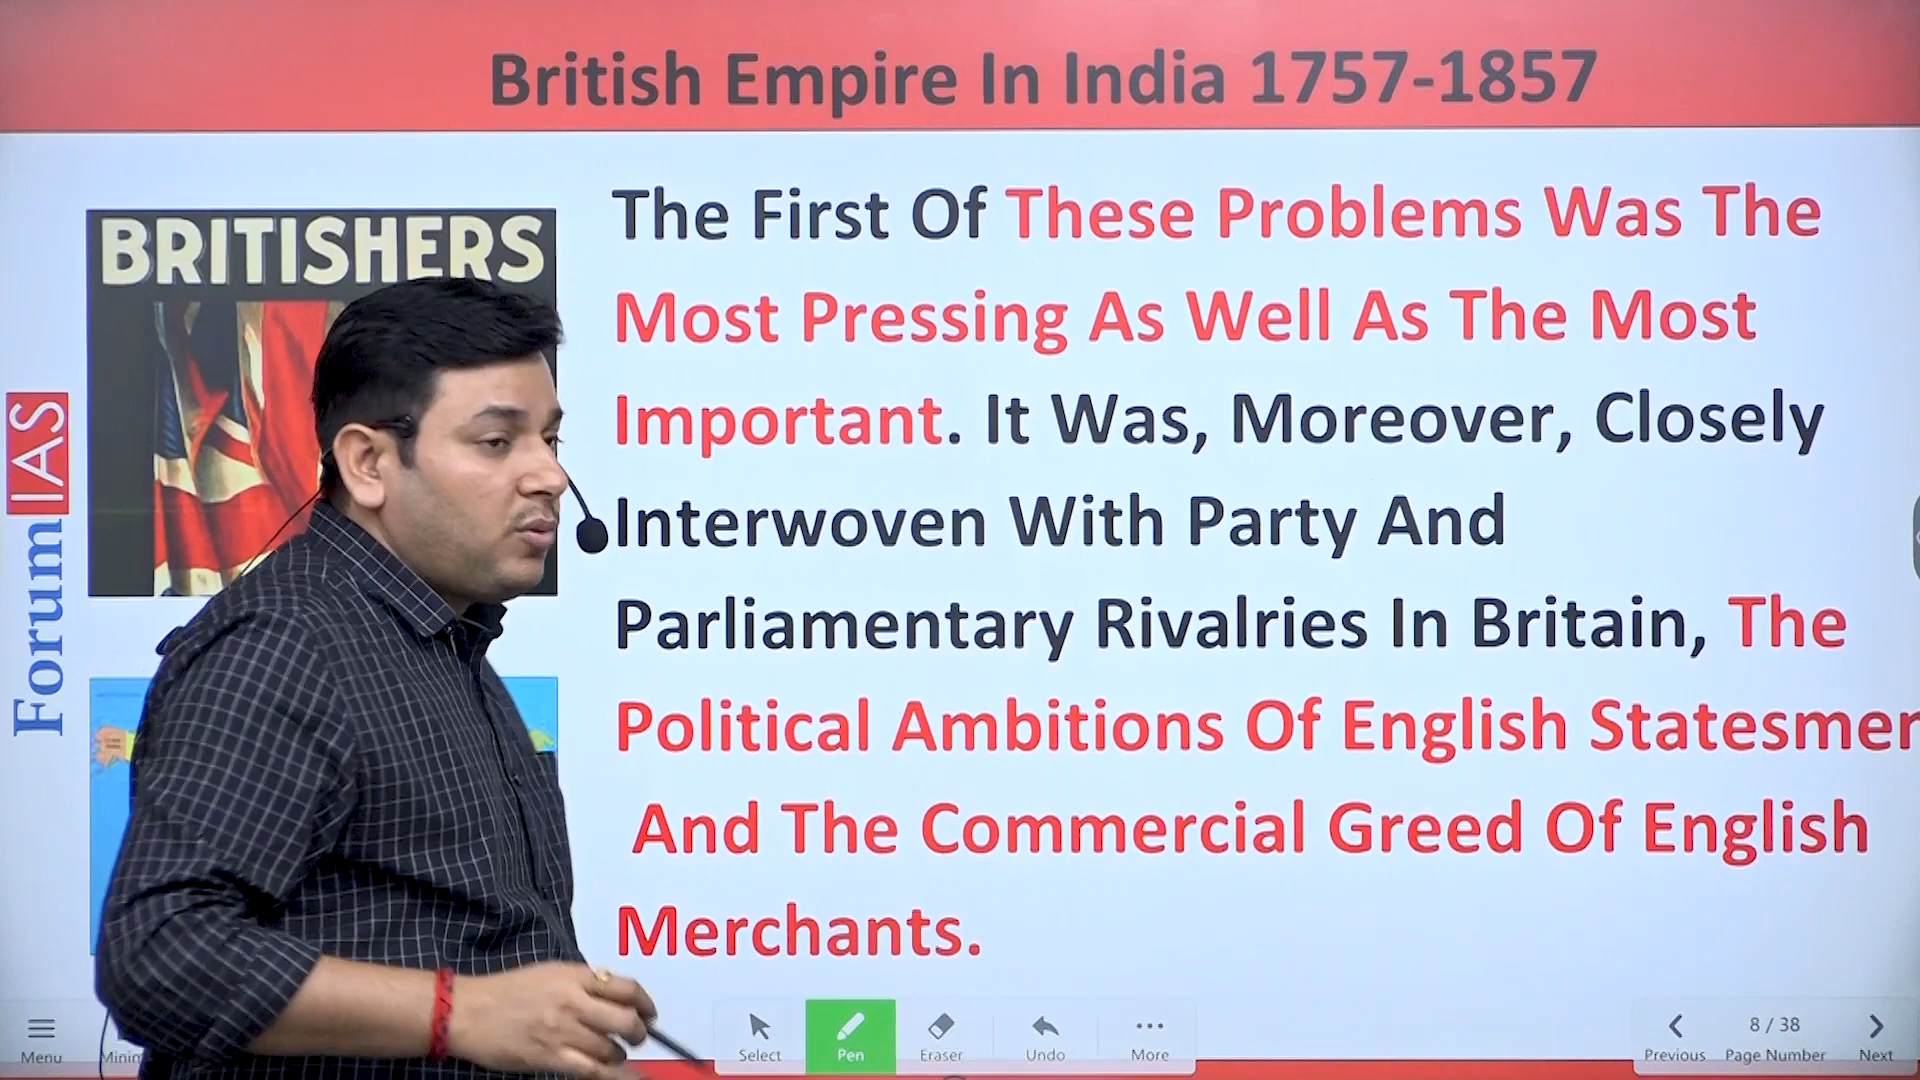 British Empire In India 1757-1857
BRITISHERS
Forum IAS
The First Of These Problems Was The
Most Pressing As Well As The Most
Important. It Was, Moreover, Closely
Interwoven With Party And
Parliamentary Rivalries In Britain, The
Political Ambitions Of English Statesmen
And The Commercial Greed Of English
Merchants.
Menu
Minim
Select
Pen
Eraser
Undo
More
8 / 38
Previous
Page Number
Next